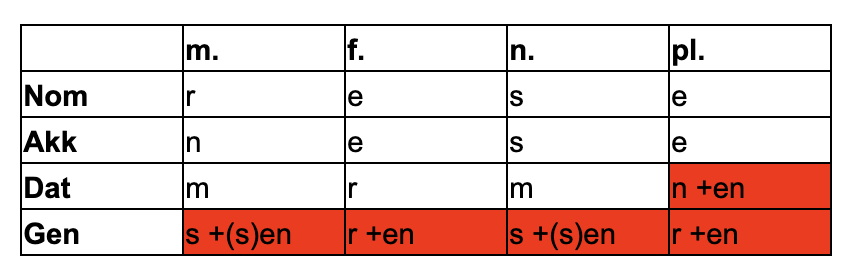 m. f. n. pl.
Nom r e s e
Akk n e s e
Dat m r m n +en
Gen s +(s)en r +en s +(s)en r +en